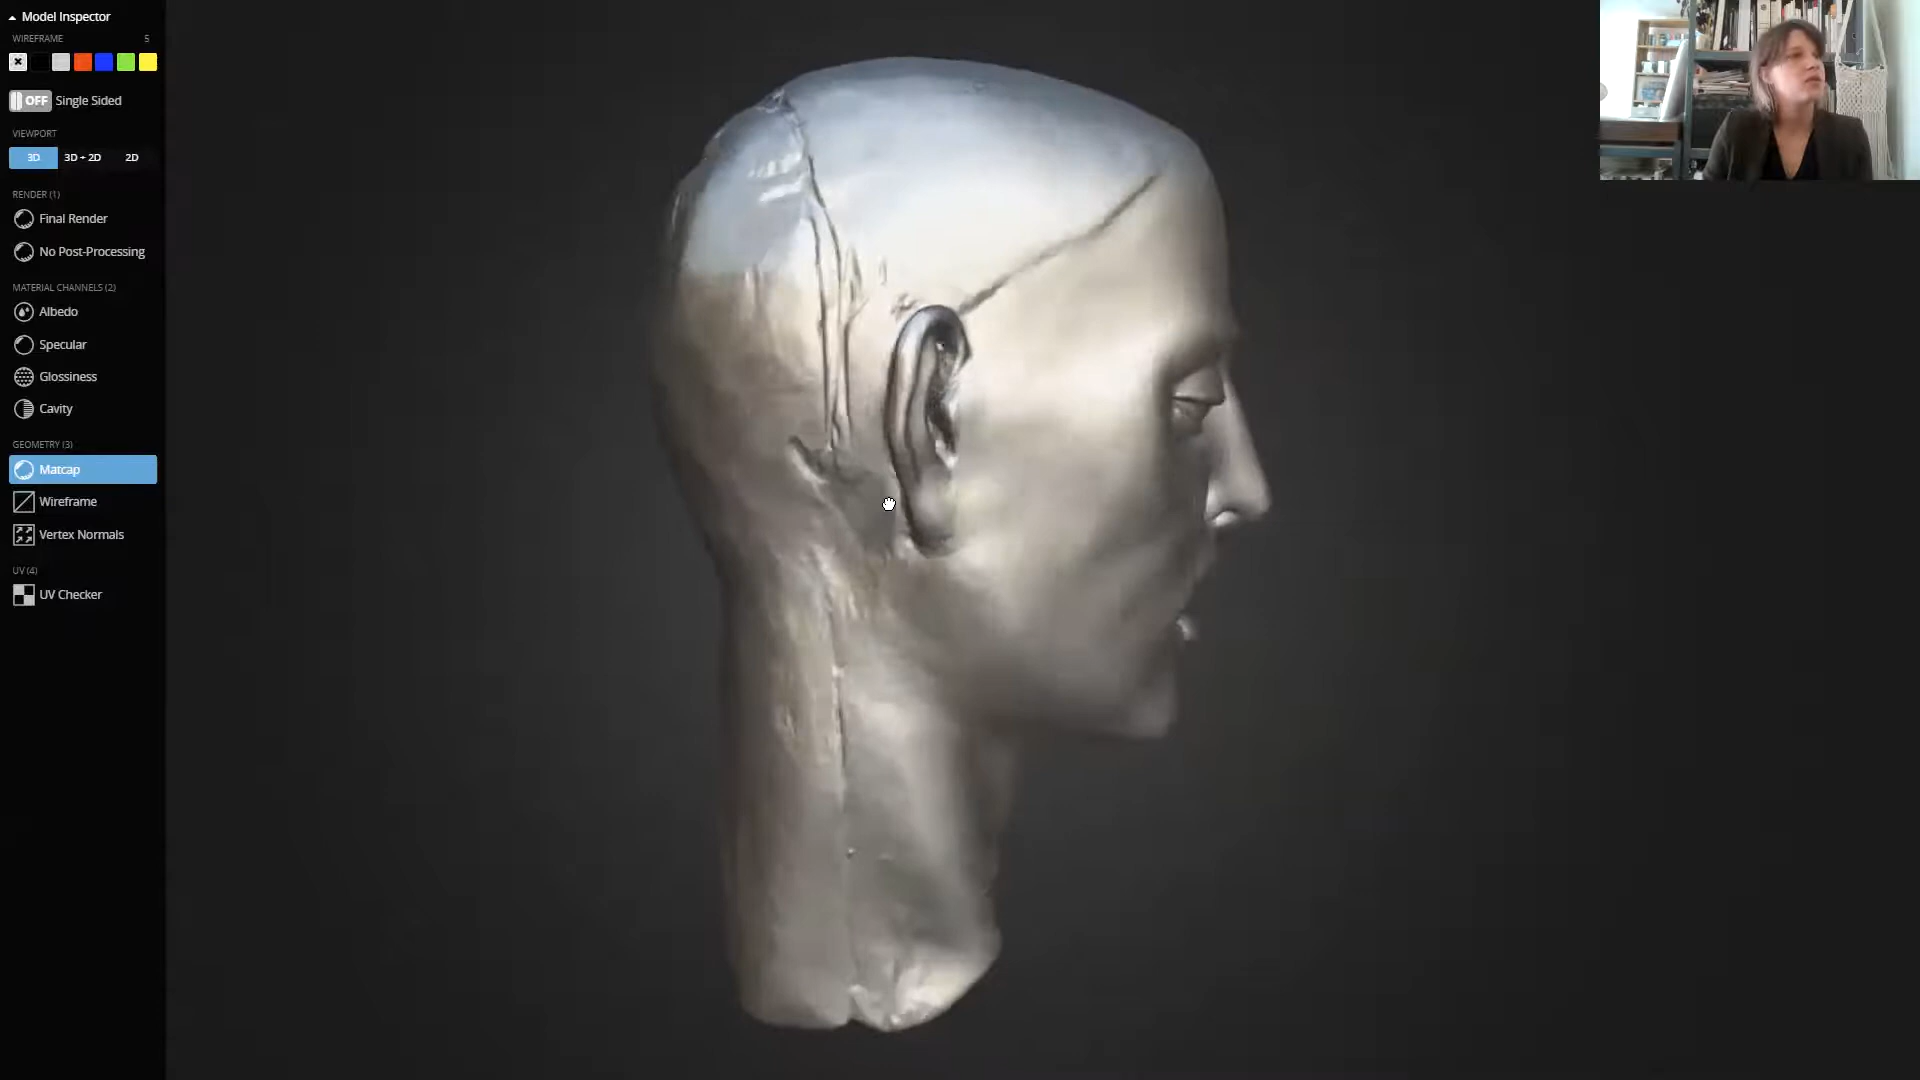 Model Inspector
WIREFRAME 5
OFF Single Sided
VIEWPORT
3D 3D + 2D 2D
RENDER (1)
Final Render
No Post-Processing
MATERIAL CHANNELS (2)
Albedo
Specular
Glossiness
Cavity
GEOMETRY (3)
Matcap
Wireframe
Vertex Normals
UV (4)
UV Checker